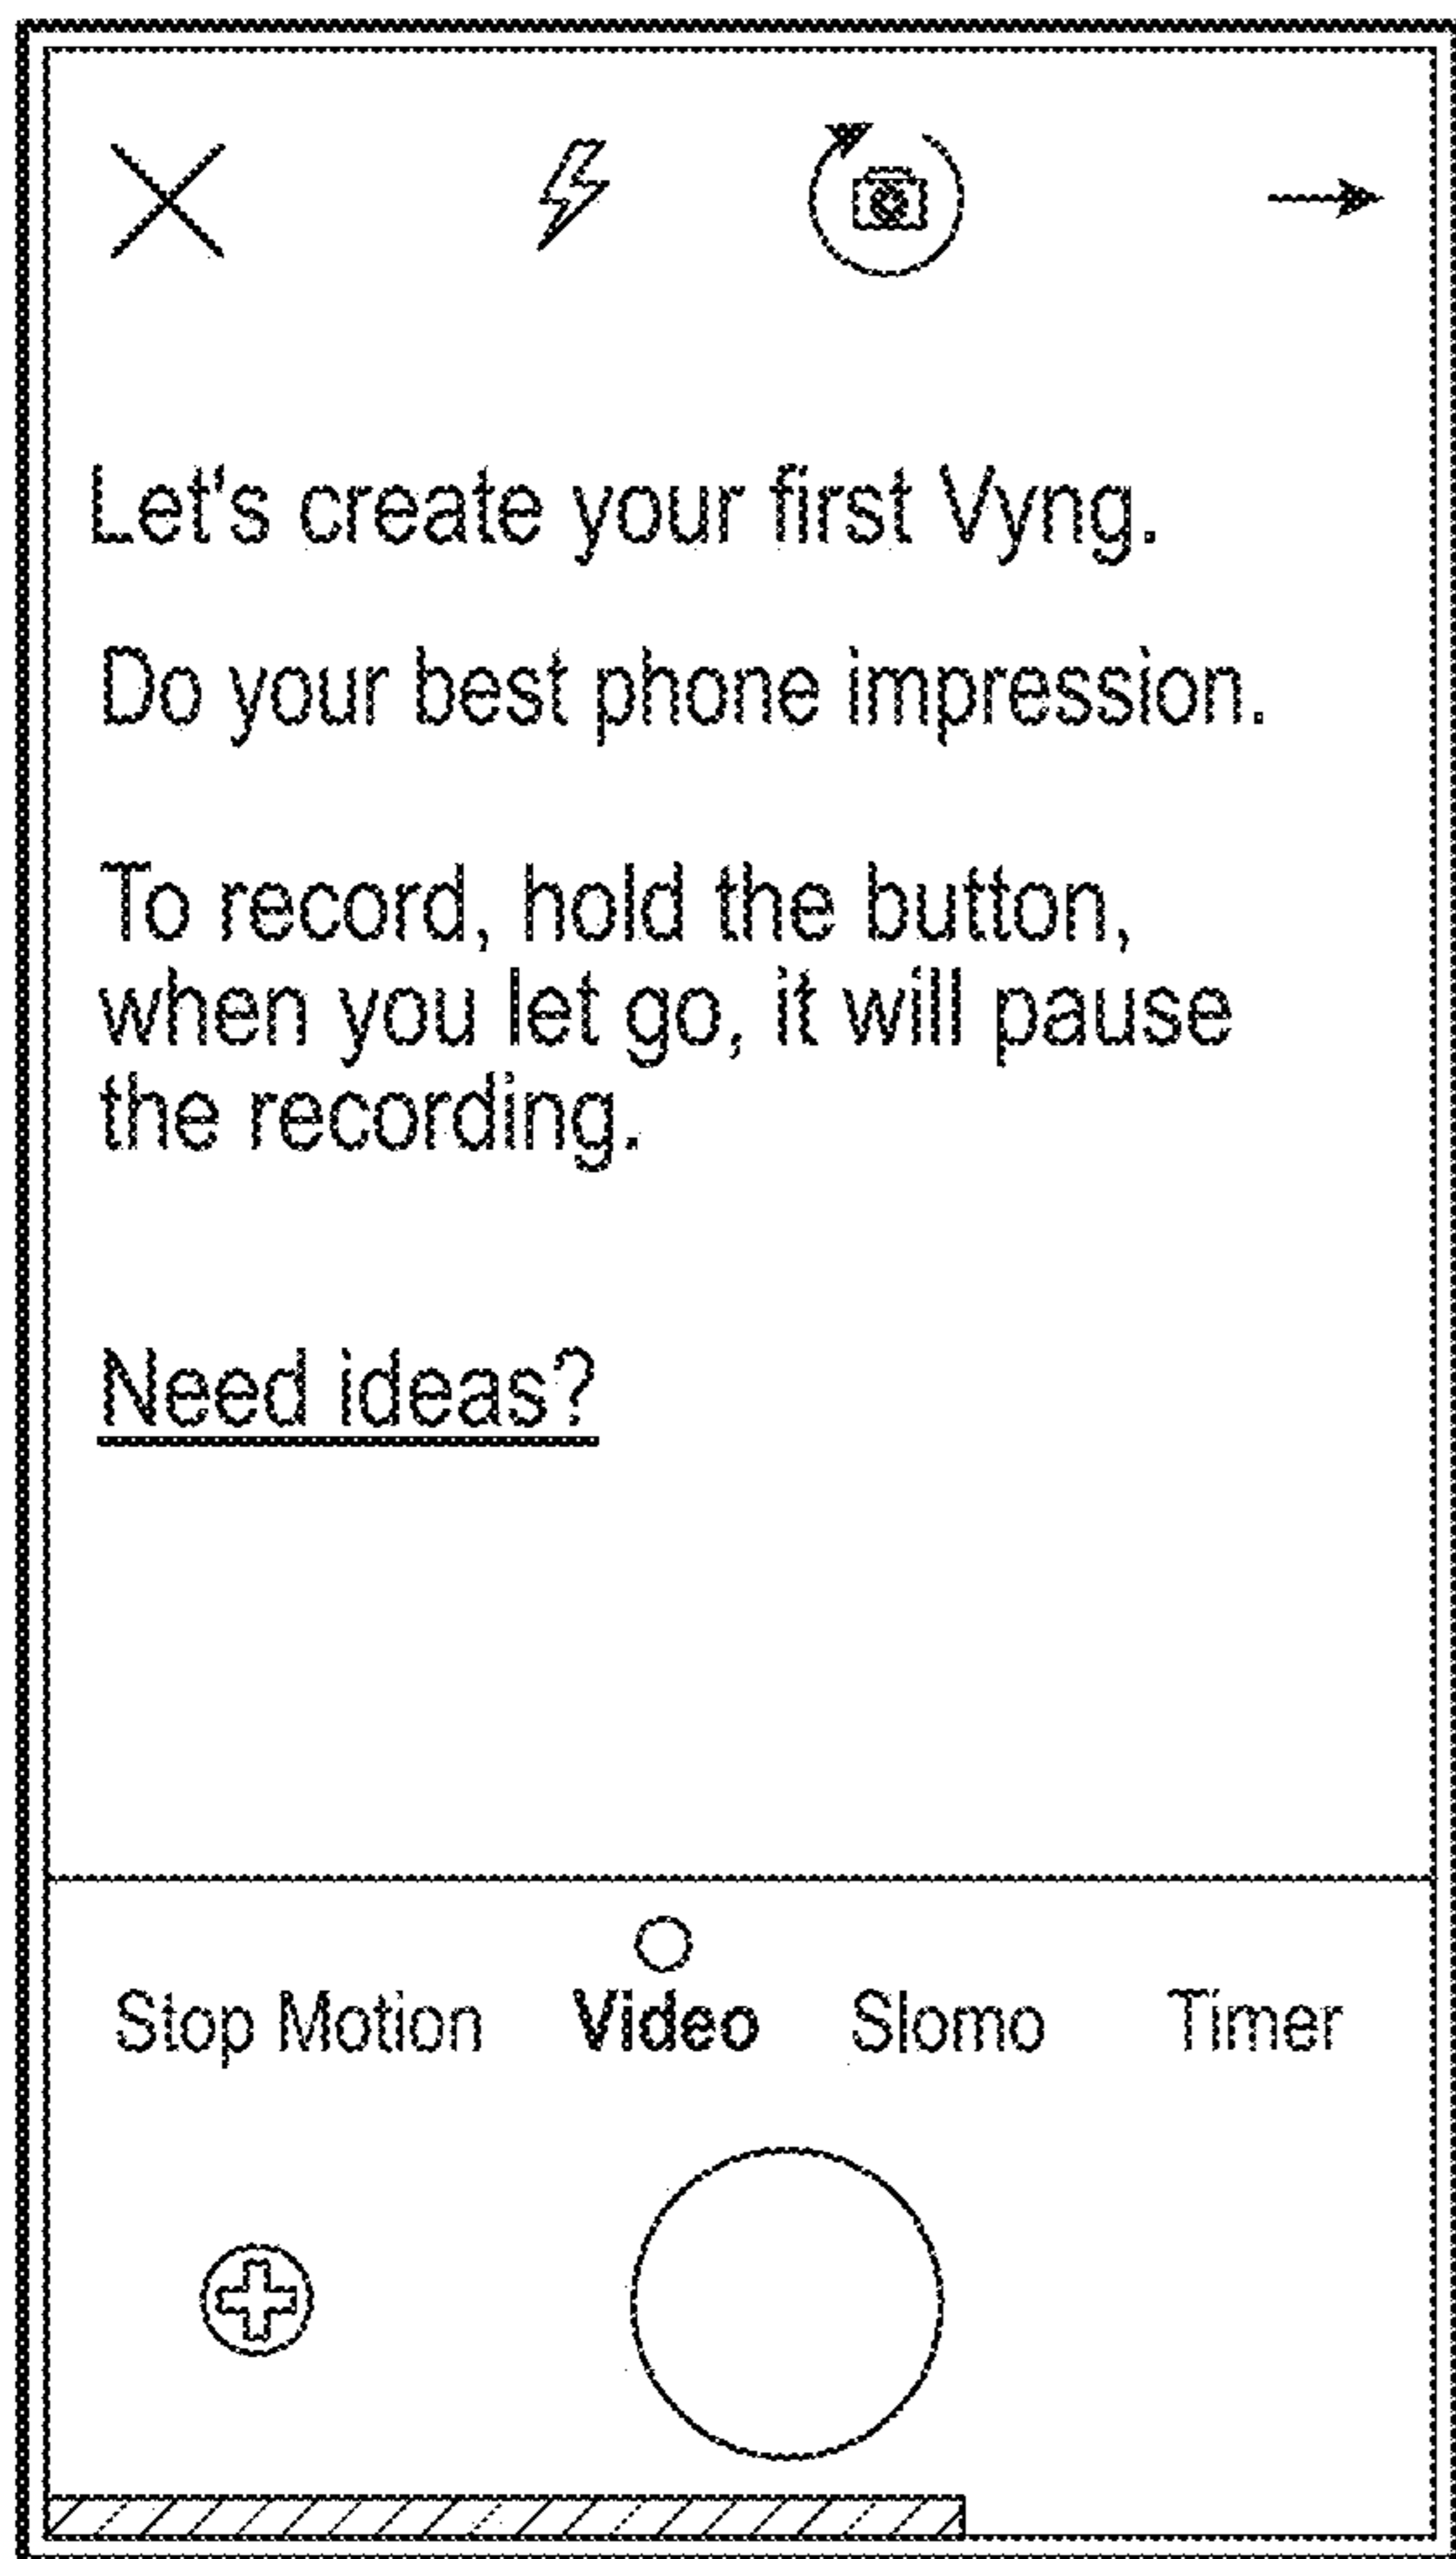 Let's create your first Vyng.
Do your best phone impression.
To record, hold the button,
when you let go, it will pause
the recording.
Need ideas?
Stop Motion Video Slomo Timer